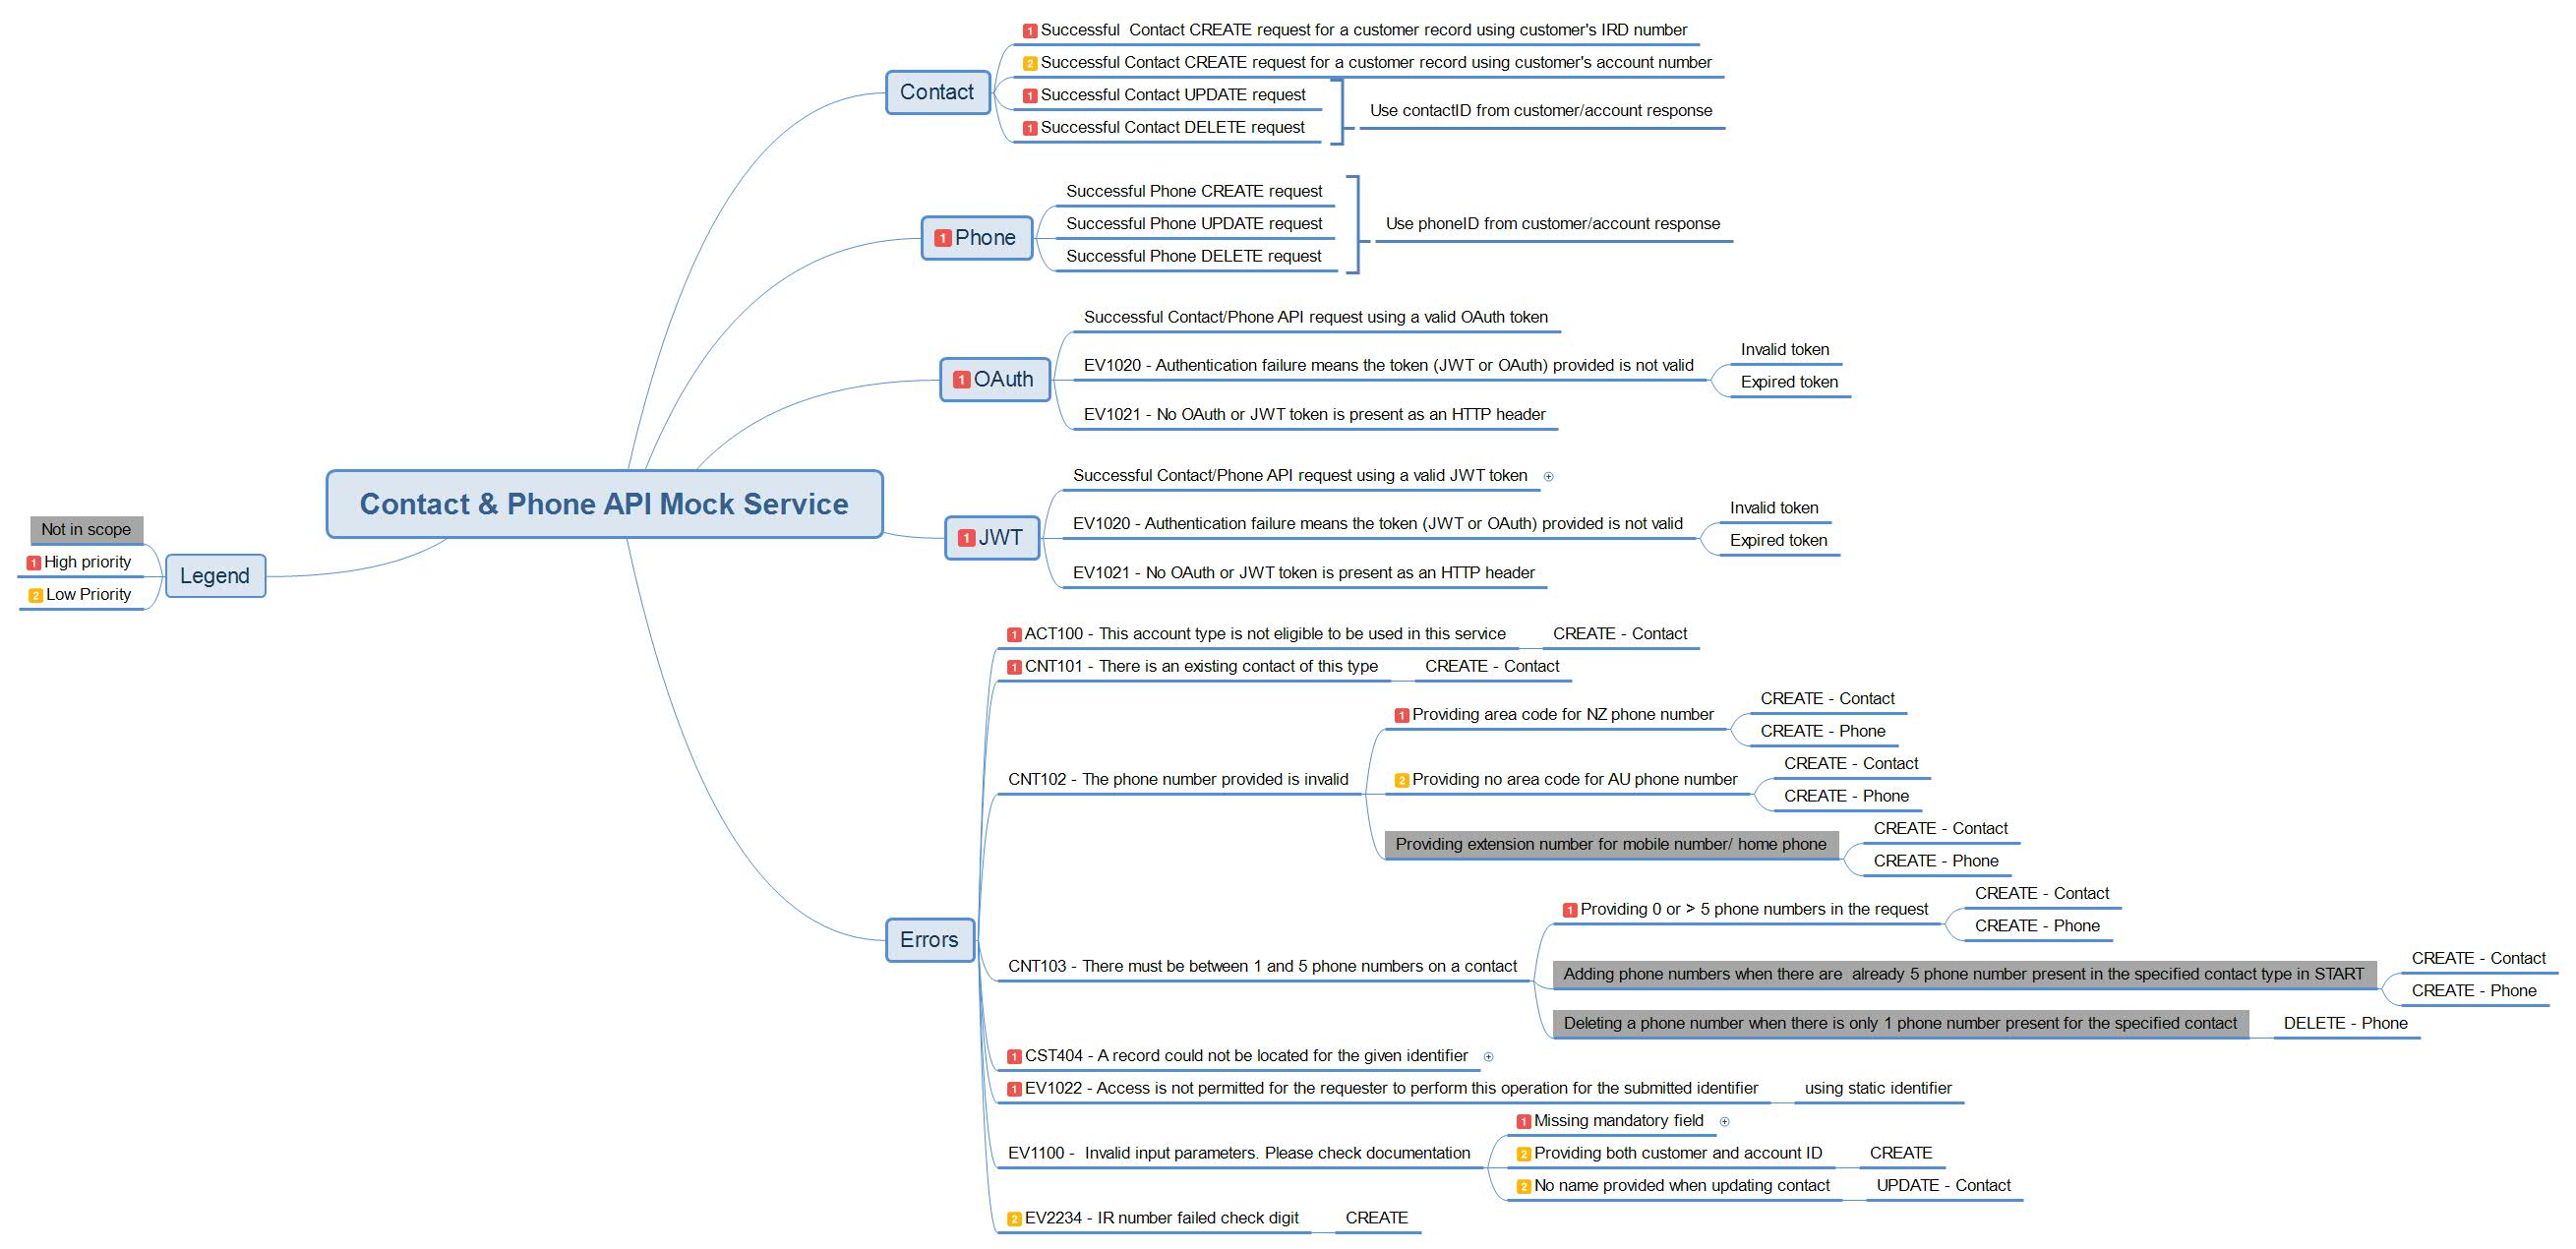 Contact & Phone API Mock Service
Contact
1 Successful  Contact CREATE request for a customer record using customer's IRD number
2 Successful Contact CREATE request for a customer record using customer's account number
1 Successful Contact UPDATE request
1 Successful Contact DELETE request
Use contactID from customer/account response
1 Phone
Successful Phone CREATE request
Successful Phone UPDATE request
Successful Phone DELETE request
Use phoneID from customer/account response
1 OAuth
Successful Contact/Phone API request using a valid OAuth token
EV1020 - Authentication failure means the token (JWT or OAuth) provided is not valid
Invalid token
Expired token
EV1021 - No OAuth or JWT token is present as an HTTP header
1 JWT
Successful Contact/Phone API request using a valid JWT token
EV1020 - Authentication failure means the token (JWT or OAuth) provided is not valid
Invalid token
Expired token
EV1021 - No OAuth or JWT token is present as an HTTP header
Errors
1 ACT100 - This account type is not eligible to be used in this service
CREATE - Contact
1 CNT101 - There is an existing contact of this type
CREATE - Contact
CNT102 - The phone number provided is invalid
1 Providing area code for NZ phone number
CREATE - Contact
CREATE - Phone
2 Providing no area code for AU phone number
CREATE - Contact
CREATE - Phone
Providing extension number for mobile number/ home phone
CREATE - Contact
CREATE - Phone
CNT103 - There must be between 1 and 5 phone numbers on a contact
1 Providing 0 or > 5 phone numbers in the request
CREATE - Contact
CREATE - Phone
Adding phone numbers when there are  already 5 phone number present in the specified contact type in START
CREATE - Contact
CREATE - Phone
Deleting a phone number when there is only 1 phone number present for the specified contact
DELETE - Phone
1 CST404 - A record could not be located for the given identifier
1 EV1022 - Access is not permitted for the requester to perform this operation for the submitted identifier
using static identifier
EV1100 -  Invalid input parameters. Please check documentation
1 Missing mandatory field
2 Providing both customer and account ID
CREATE
2 No name provided when updating contact
UPDATE - Contact
2 EV2234 - IR number failed check digit
CREATE
Legend
Not in scope
1 High priority
2 Low Priority